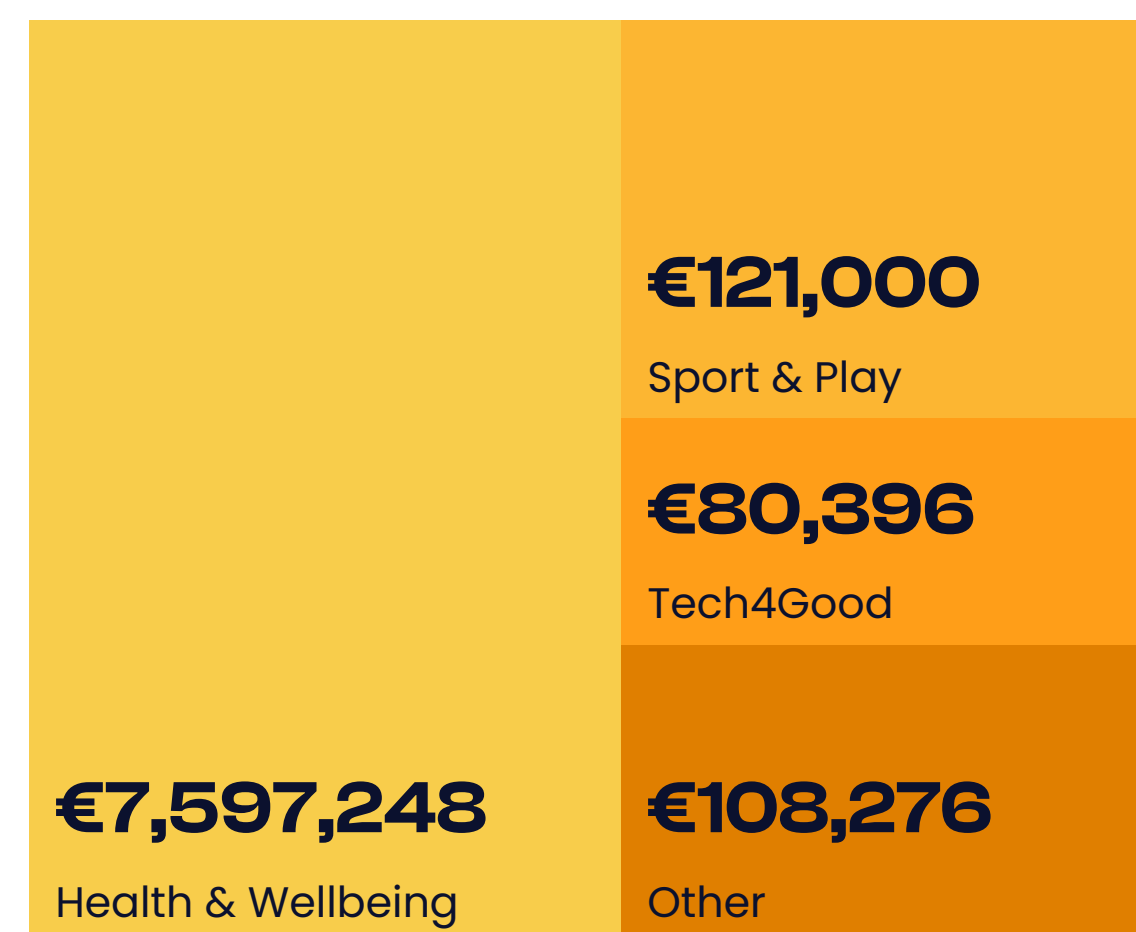 €121,000
Sport & Play
€80,396
Tech4Good
€7,597,248
Health & Wellbeing
€108,276
Other